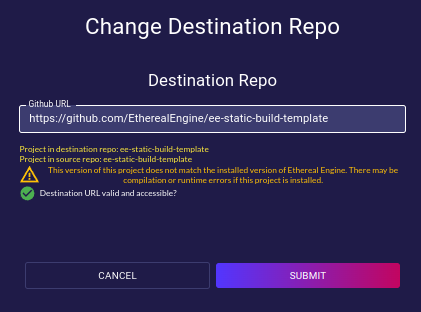 Change Destination Repo
Destination Repo
Github URL
https://github.com/EtherealEngine/ee-static-build-template
Project in destination repo: ee-static-build-template
Project in source repo: ee-static-build-template
This version of this project does not match the installed version of Ethereal Engine. There may be
compilation or runtime errors if this project is installed.
Destination URL valid and accessible?
CANCEL
SUBMIT